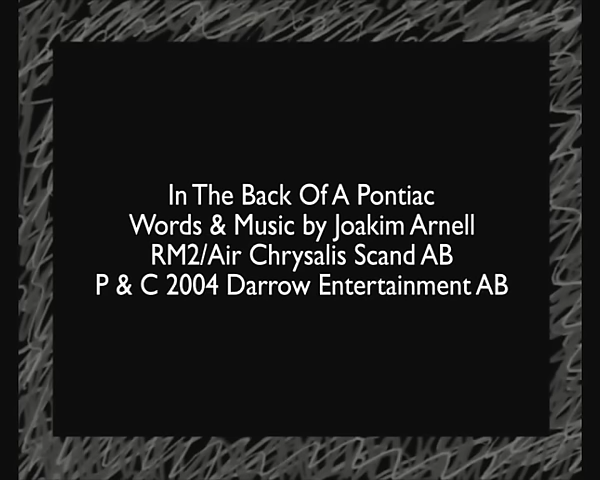 In The Back Of A Pontiac
Words & Music by Joakim Arnell
RM2/Air Chrysalis Scand AB
P & C 2004 Darrow Entertainment AB